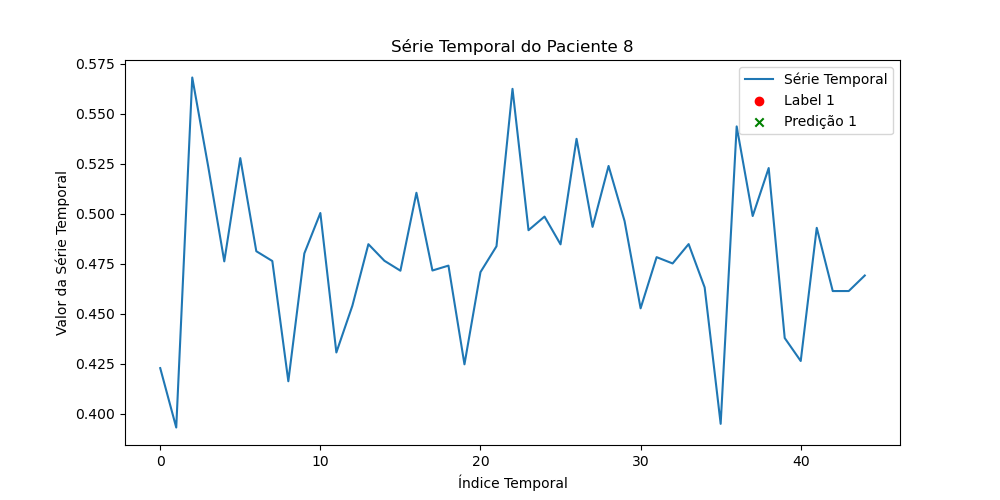 Série Temporal do Paciente 8
Valor da Série Temporal
0.575
0.550
0.525
0.500
0.475
0.450
0.425
0.400
Série Temporal
Label 1
Predição 1
0 10 20 30 40
Índice Temporal